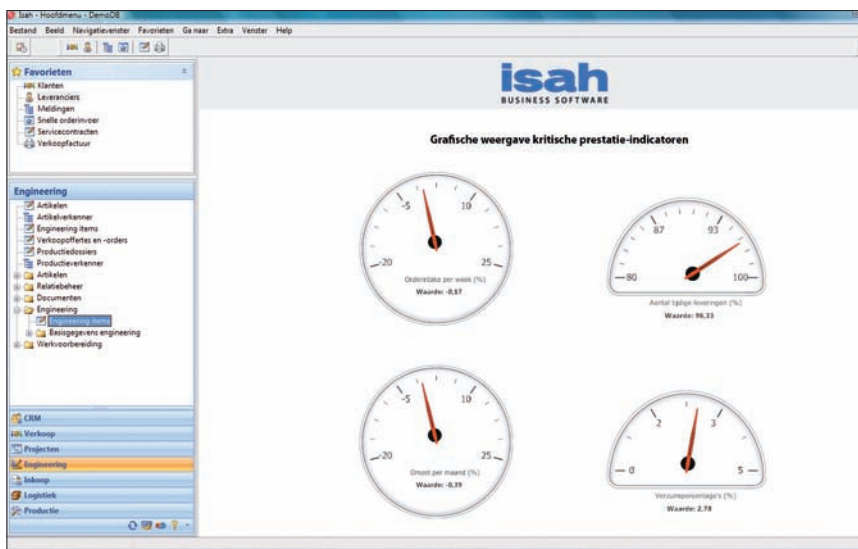 Isah - Hoofdmenu - DemoDB
Bestand Beeld Navigatievenster Favorieten Ga naar Extra Venster Help
Favorieten
Klanten
Leveranciers
Meldingen
Snelle orderinvoer
Servicecontracten
Verkoopfactuur
Engineering
Artikelen
Artikelverkenner
Engineering items
Verkoopoffertes en -orders
Productiedossiers
Productieverkenner
Artikelen
Relatiebeheer
Documenten
Engineering
Engineering items
Basisgegevens engineering
Werkvoorbereiding
CRM
Verkoop
Projecten
Engineering
Inkoop
Logistiek
Productie
isah
BUSINESS SOFTWARE
Grafische weergave kritische prestatie-indicatoren
-5 10
-20 25
Orderintake per week (%)
Waarde: -0,17
87 93
80 100
Aantal tijdige leveringen (%)
Waarde: 98,33
-5 10
-20 25
Omzet per maand (%)
Waarde: -0,39
2 3
0 5
Verzuimpercentage's (%)
Waarde: 2,78